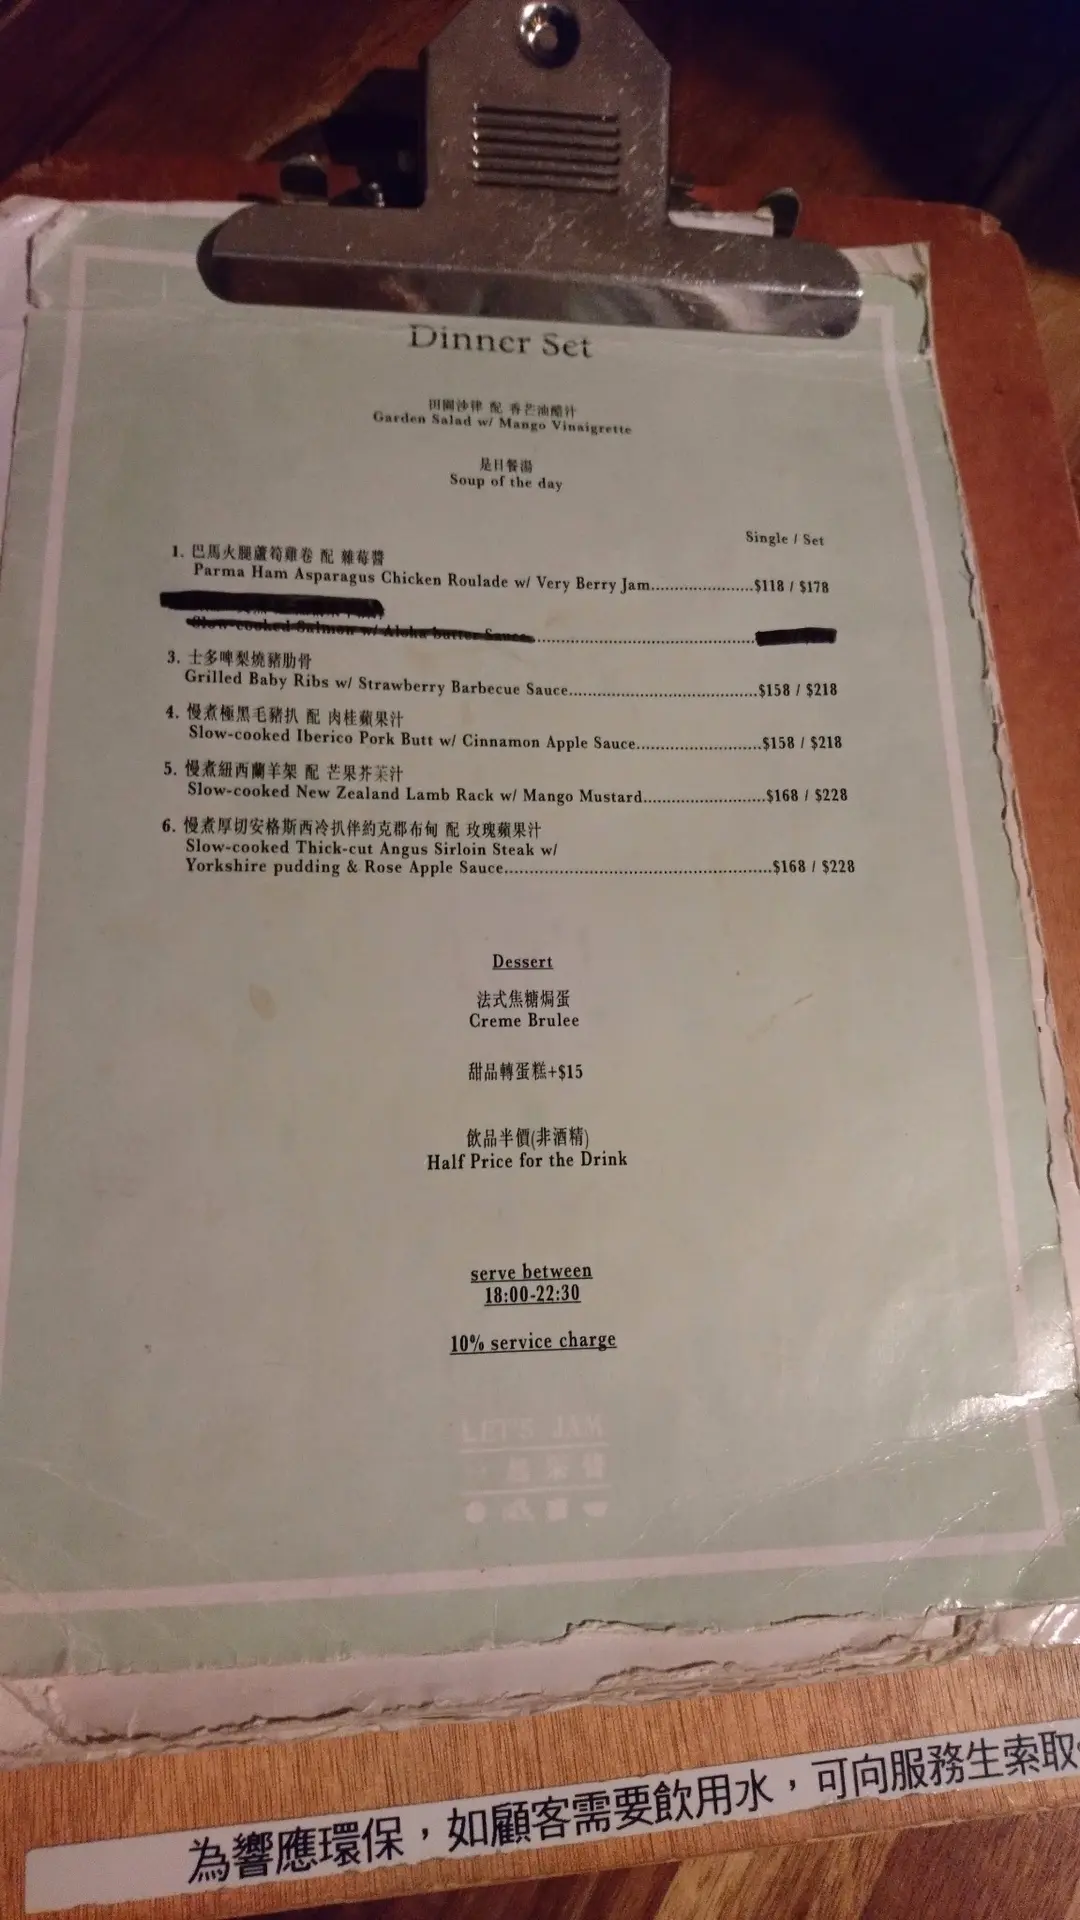 Dinner Set
田園沙律 配 香芒油醋汁
Garden Salad w/ Mango Vinaigrette
是日餐湯
Soup of the day
Single / Set
1. 巴馬火腿蘆筍雞卷 配 雜莓醬
Parma Ham Asparagus Chicken Roulade w/ Very Berry Jam......................$118 / $178
Slow-cooked Salmon w/ Aloha butter Sauce
3. 士多啤梨燒豬肋骨
Grilled Baby Ribs w/ Strawberry Barbecue Sauce........................................$158 / $218
4. 慢煮極黑毛豬扒 配 肉桂蘋果汁
Slow-cooked Iberico Pork Butt w/ Cinnamon Apple Sauce..........................$158 / $218
5. 慢煮紐西蘭羊架 配 芒果芥茉汁
Slow-cooked New Zealand Lamb Rack w/ Mango Mustard..........................$168 / $228
6. 慢煮厚切安格斯西冷扒伴約克郡布甸 配 玫瑰蘋果汁
Slow-cooked Thick-cut Angus Sirloin Steak w/
Yorkshire pudding & Rose Apple Sauce.........................................................$168 / $228
Dessert
法式焦糖焗蛋
Creme Brulee
甜品轉蛋糕+$15
飲品半價(非酒精)
Half Price for the Drink
serve between
18:00-22:30
10% service charge
LET'S JAM
為響應環保，如顧客需要飲用水，可向服務生索取